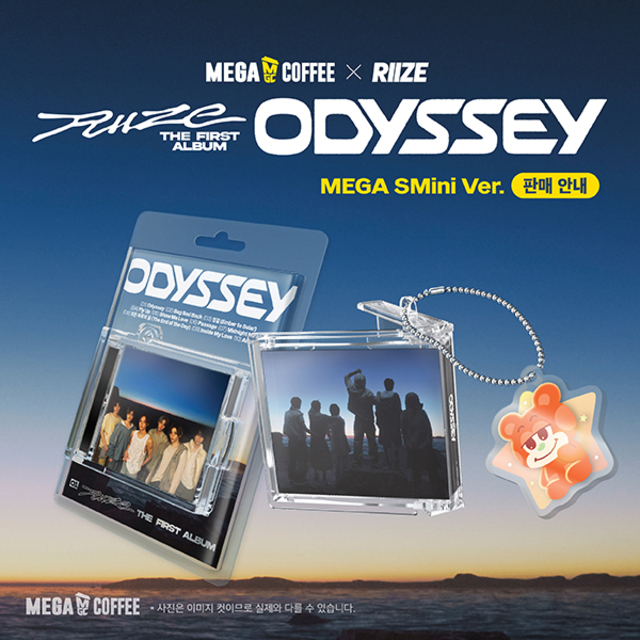 MEGA MGC COFFEE × RIIZE
RIIZE THE FIRST ALBUM ODYSSEY
MEGA SMini Ver. 판매 안내
ODYSSEY
ODYSSEY
RIIZE THE FIRST ALBUM
MEGA MGC COFFEE * 사진은 이미지 컷이므로 실제와 다를 수 있습니다.